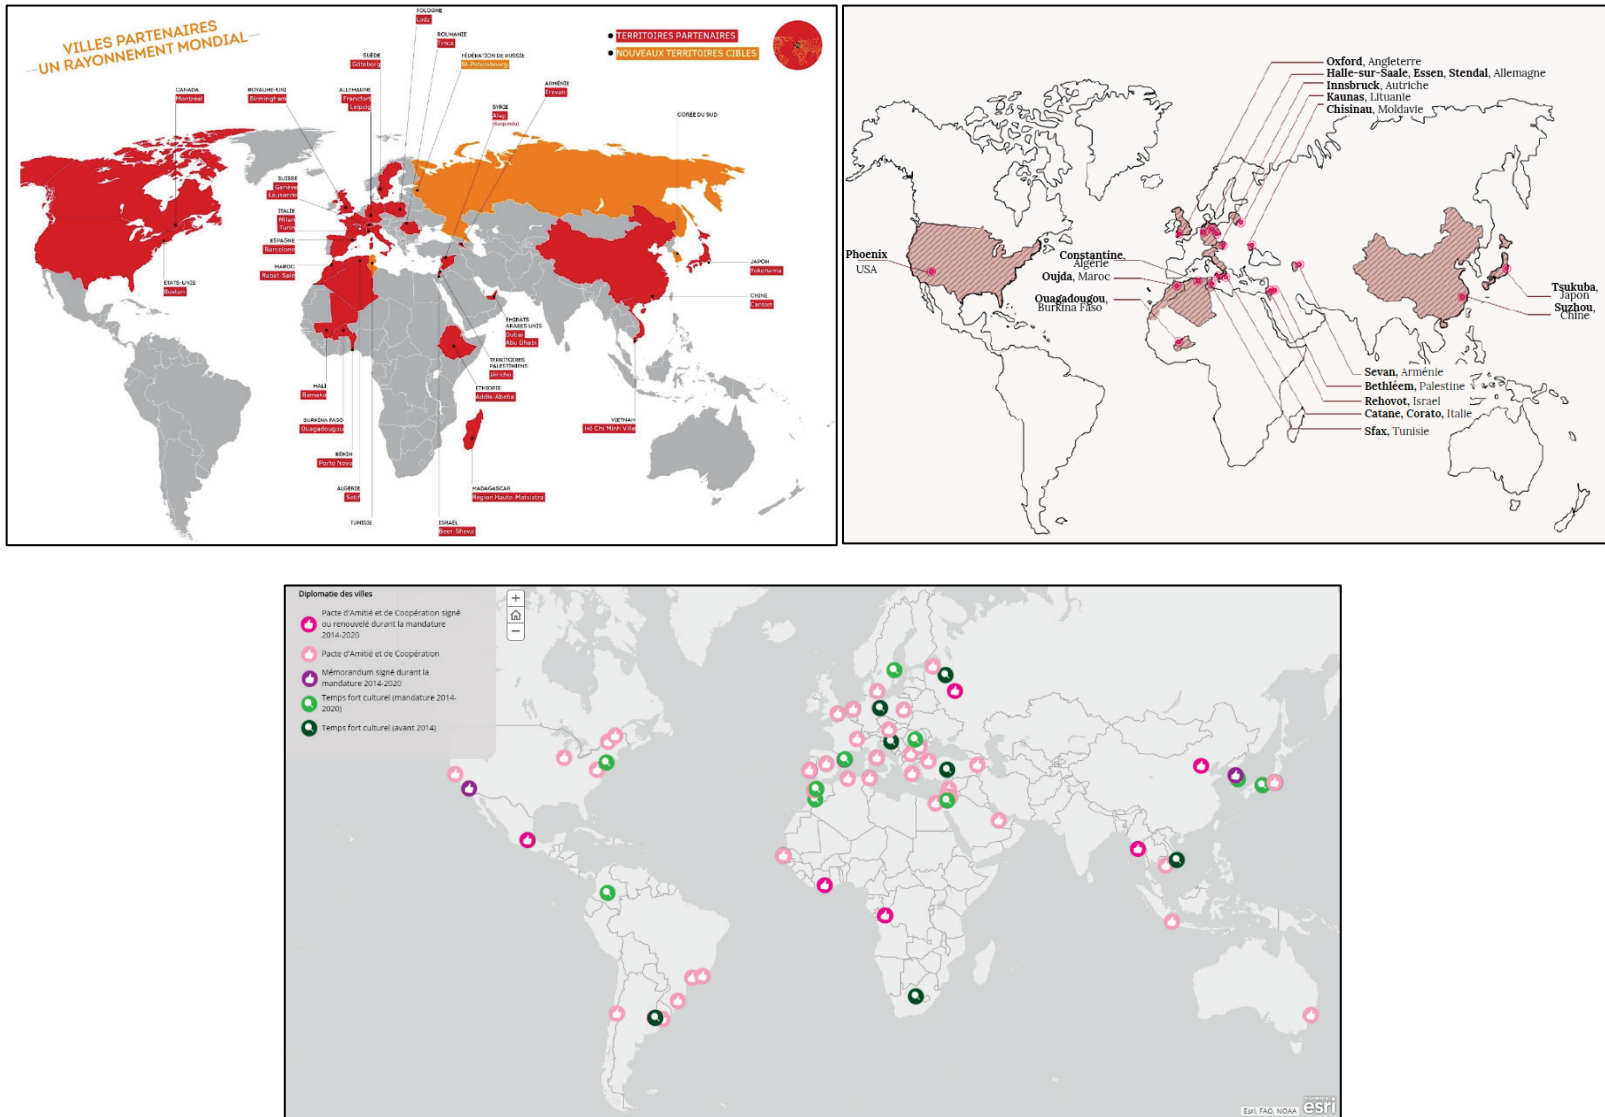 VILLES PARTENAIRES
UN RAYONNEMENT MONDIAL
TERRITOIRES PARTENAIRES
NOUVEAUX TERRITOIRES CIBLES
POLOGNE
Lodz
ROUMANIE
Tinca
SUÈDE
Göteborg
FÉDÉRATION DE RUSSIE
St-Petersbourg
CANADA
Montréal
ROYAUME-UNI
Birmingham
ALLEMAGNE
Francfort
Leipzig
ARMÉNIE
Erevan
SYRIE
Alep
(Suspendu)
CORÉE DU SUD
SUISSE
Genève
Lausanne
ITALIE
Milan
Turin
ESPAGNE
Barcelone
MAROC
Rabat-Salé
ÉTATS-UNIS
Boston
JAPON
Yokohama
CHINE
Canton
ÉMIRATS
ARABES UNIS
Dubaï
Abu Dhabi
TERRITOIRES
PALESTINIENS
Jéricho
ÉTHIOPIE
Addis-Abeba
MALI
Bamako
BURKINA FASO
Ouagadougou
VIETNAM
Hô Chi Minh Ville
BÉNIN
Porto Novo
ALGÉRIE
Sétif
MADAGASCAR
Région Haute-Matsiatra
TUNISIE
ISRAËL
Beer-Sheva
Oxford, Angleterre
Halle-sur-Saale, Essen, Stendal, Allemagne
Innsbruck, Autriche
Kaunas, Lituanie
Chisinau, Moldavie
Phoenix
USA
Constantine,
Algérie
Oujda, Maroc
Ouagadougou,
Burkina Faso
Tsukuba,
Japon
Suzhou,
Chine
Sevan, Arménie
Bethléem, Palestine
Rehovot, Israel
Catane, Corato, Italie
Sfax, Tunisie
Diplomatie des villes
Pacte d'Amitié et de Coopération signé
ou renouvelé durant la mandature
2014-2020
Pacte d'Amitié et de Coopération
Mémorandum signé durant la
mandature 2014-2020
Temps fort culturel (mandature 2014-
2020)
Temps fort culturel (avant 2014)
Esri, FAO, NOAA
esri